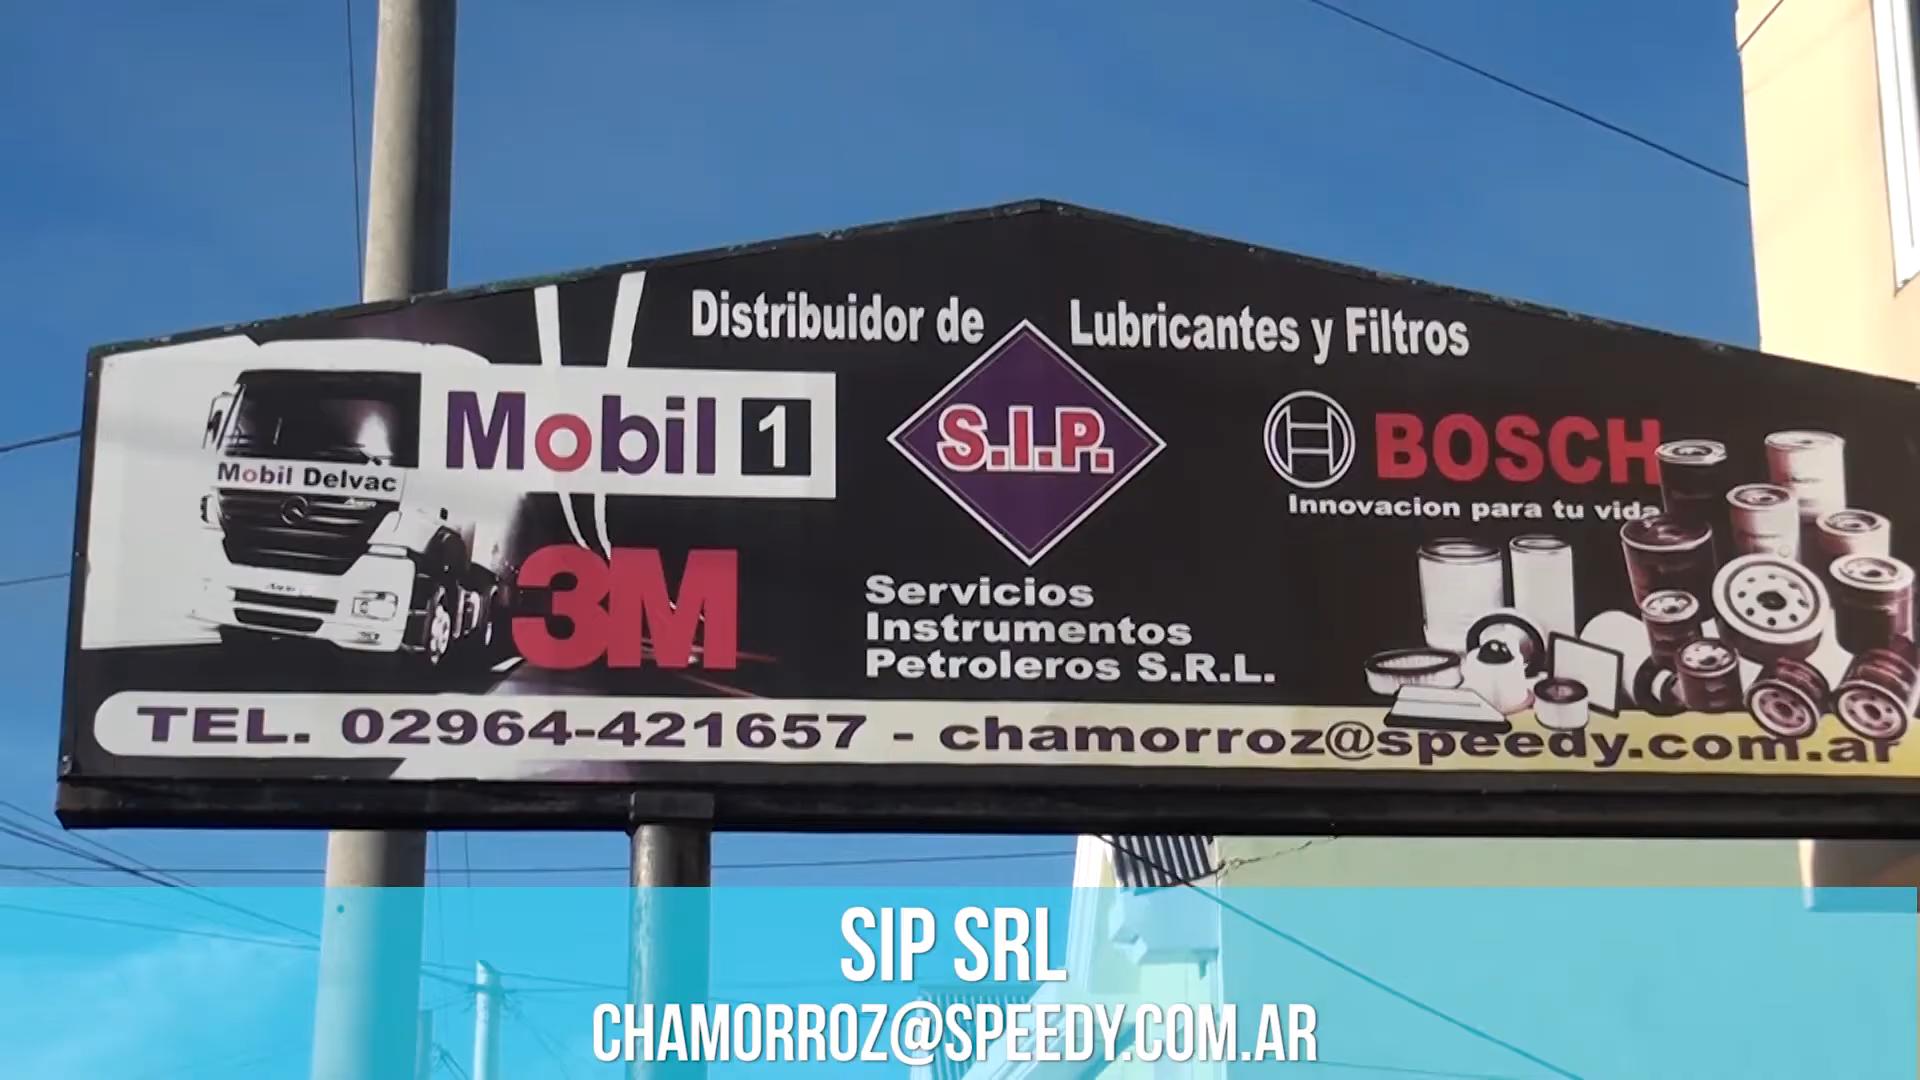 Distribuidor de Lubricantes y Filtros
Mobil 1
S.I.P.
BOSCH
Innovacion para tu vida
Mobil Delvac
3M
Servicios
Instrumentos
Petroleros S.R.L.
TEL. 02964-421657 - chamorroz@speedy.com.ar
SIP SRL
CHAMORROZ@SPEEDY.COM.AR